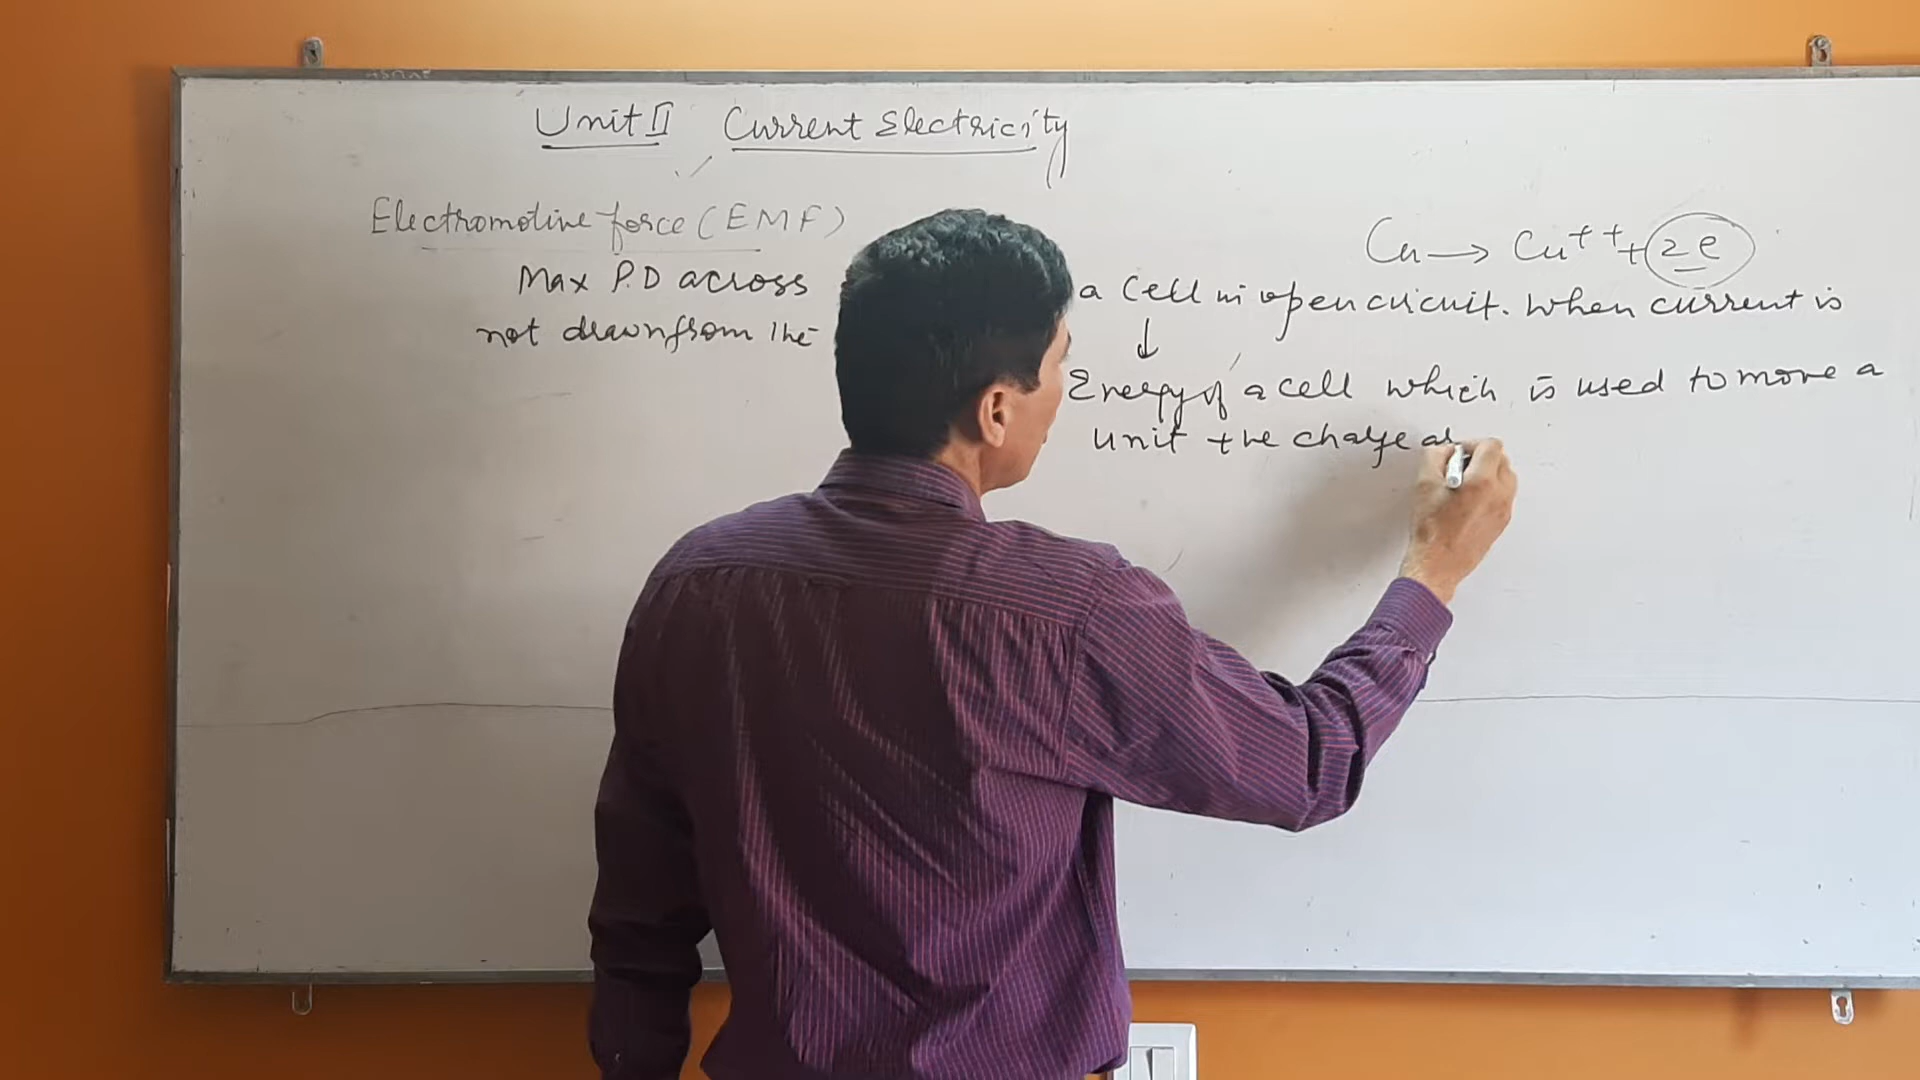 Unit II Current Electricity
Electromotive force (EMF)
Cu → Cu++ + 2e
Max P.D across a Cell in open circuit. When current is
not drawn from the
↓
Energy of a cell which is used to move a
unit +ve charge